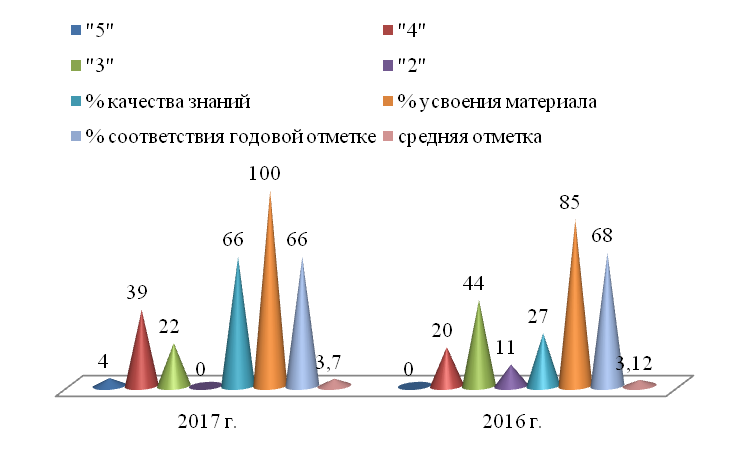 "5" "4"
"3" "2"
% качества знаний % усвоения материала
% соответствия годовой отметке средняя отметка
100
85
66 66 68
39 44
22 20 27
4 0 3,7 0 11 3,12
2017 г. 2016 г.